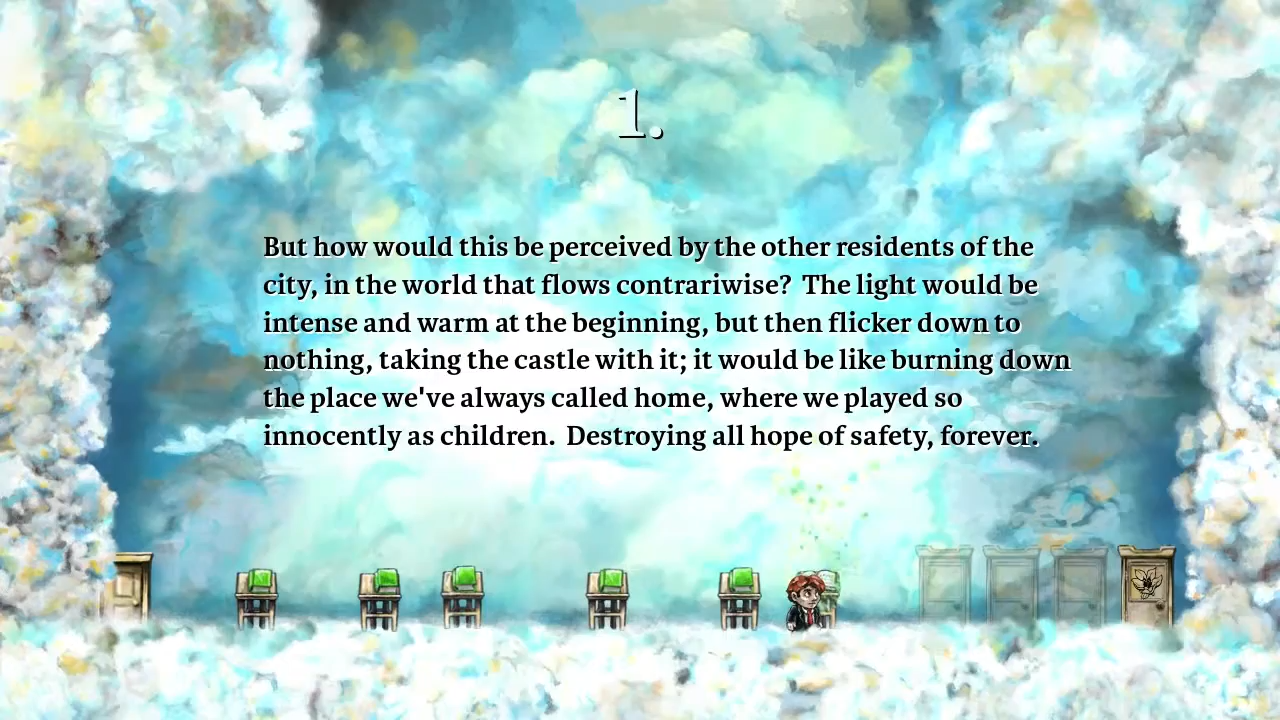 1.
But how would this be perceived by the other residents of the
city, in the world that flows contrariwise?  The light would be
intense and warm at the beginning, but then flicker down to
nothing, taking the castle with it; it would be like burning down
the place we've always called home, where we played so
innocently as children.  Destroying all hope of safety, forever.